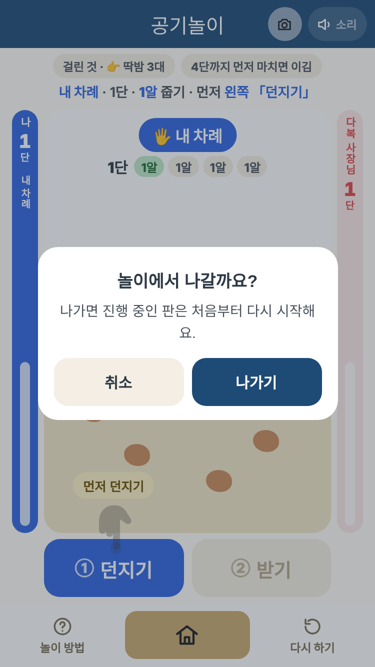 공기놀이
소리
걸린 것 · 👉 딱밤 3대
4단까지 먼저 마치면 이김
내 차례 · 1단 · 1알 줍기 · 먼저 왼쪽 「던지기」
나 1 단 내 차례
🖐 내 차례
다복 사장님 1 단
1단 1알 1알 1알 1알
놀이에서 나갈까요?
나가면 진행 중인 판은 처음부터 다시 시작해
요.
취소
나가기
먼저 던지기
① 던지기
② 받기
놀이 방법
다시 하기